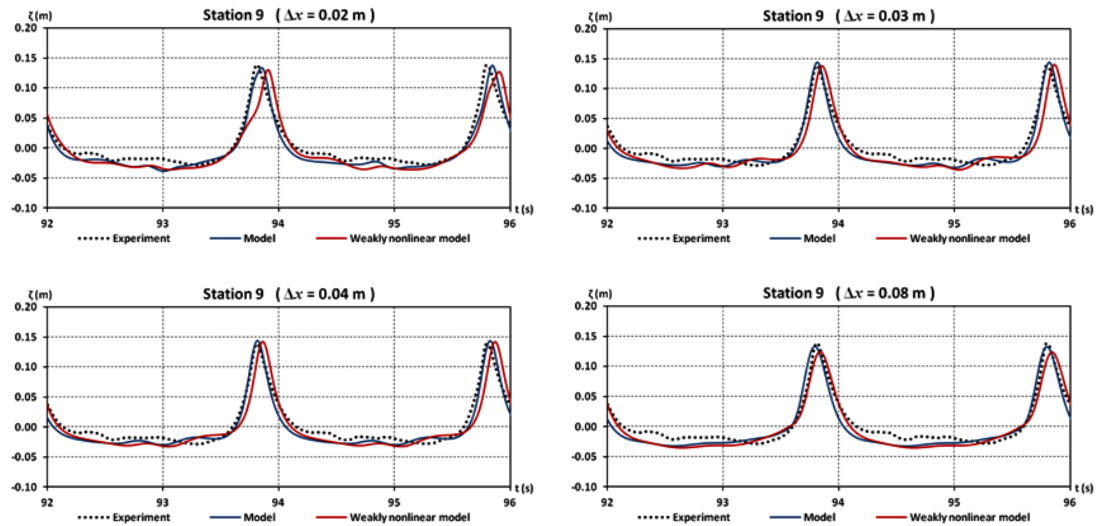 Station 9 ( Δx = 0.02 m )
ζ (m)
0.20
0.15
0.10
0.05
0.00
-0.05
-0.10
92 93 94 95 96
t (s)
Experiment Model Weakly nonlinear model
Station 9 ( Δx = 0.03 m )
ζ (m)
0.20
0.15
0.10
0.05
0.00
-0.05
-0.10
92 93 94 95 96
t (s)
Experiment Model Weakly nonlinear model
Station 9 ( Δx = 0.04 m )
ζ (m)
0.20
0.15
0.10
0.05
0.00
-0.05
-0.10
92 93 94 95 96
t (s)
Experiment Model Weakly nonlinear model
Station 9 ( Δx = 0.08 m )
ζ (m)
0.20
0.15
0.10
0.05
0.00
-0.05
-0.10
92 93 94 95 96
t (s)
Experiment Model Weakly nonlinear model